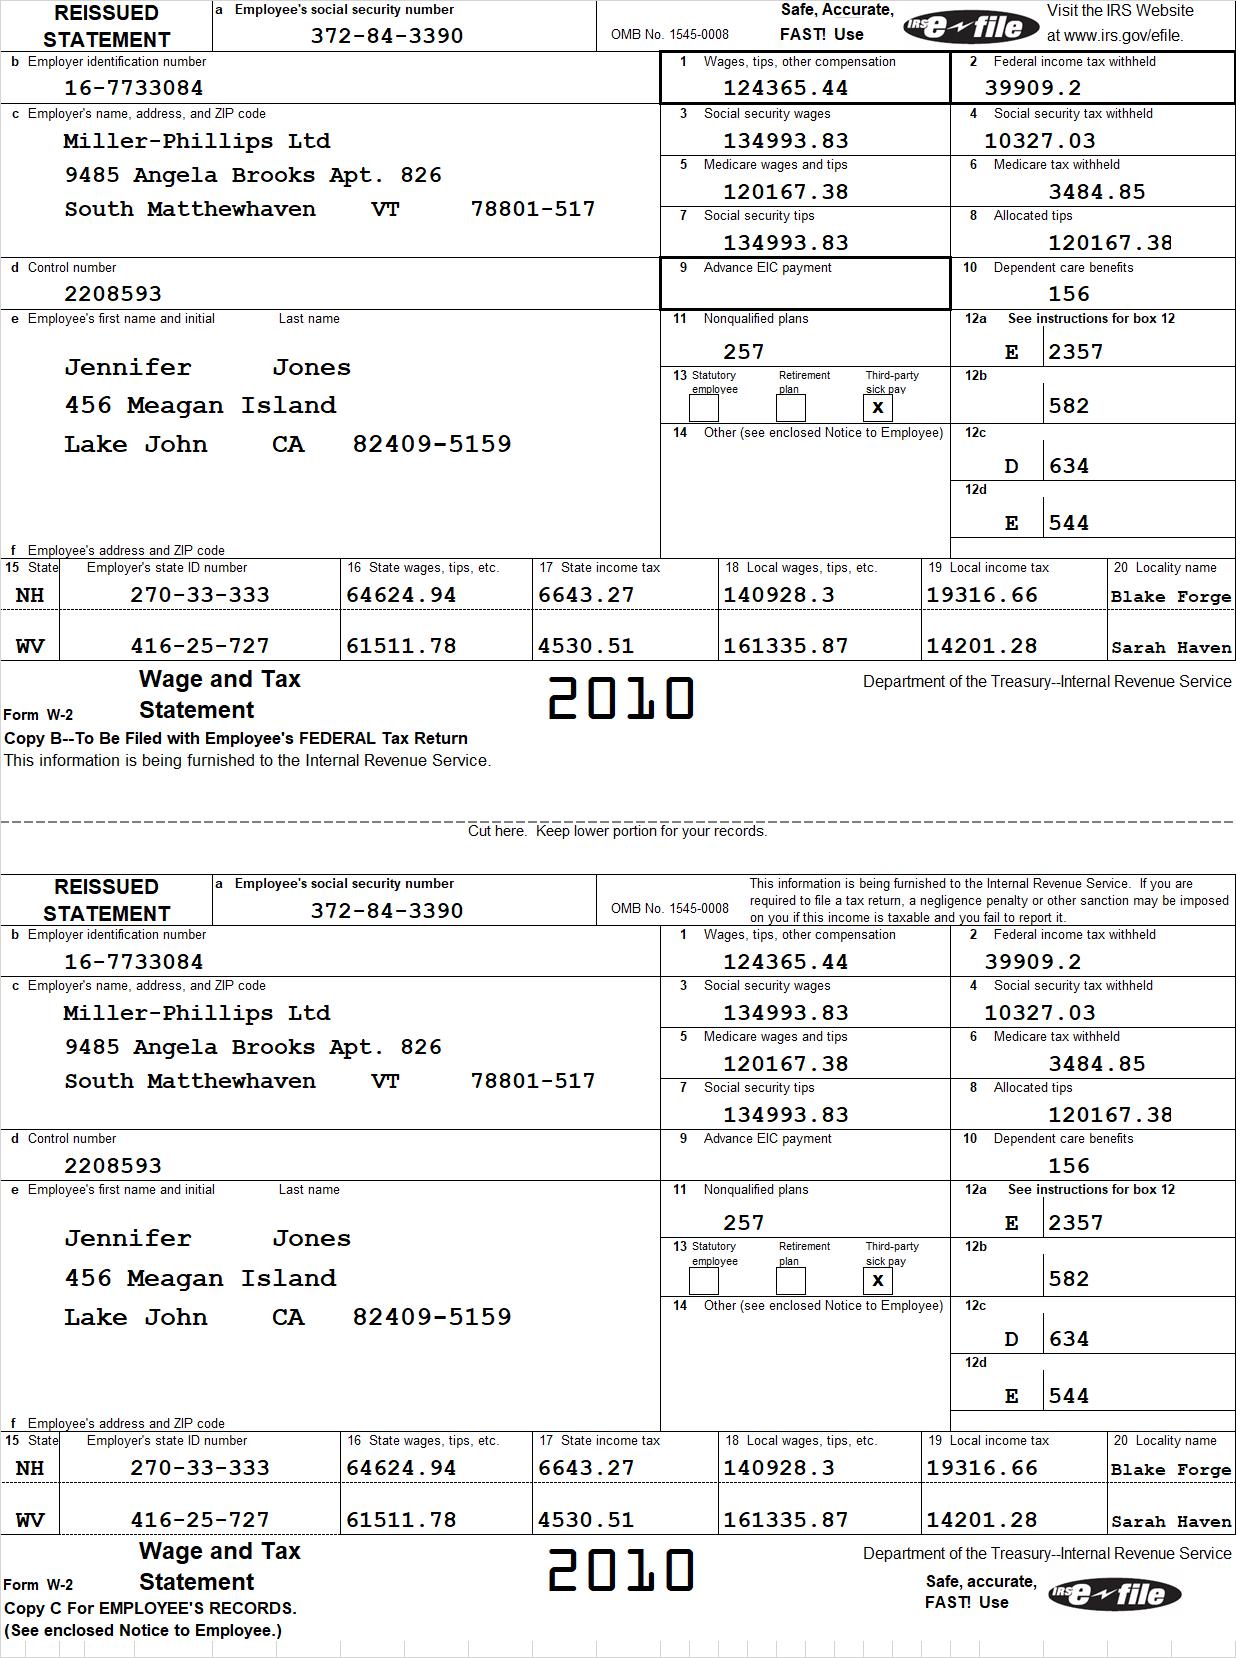 REISSUED STATEMENT
a Employee's social security number
372-84-3390
OMB No. 1545-0008
Safe, Accurate, FAST! Use
IRS e-file
Visit the IRS Website at www.irs.gov/efile.
b Employer identification number
16-7733084
1 Wages, tips, other compensation
124365.44
2 Federal income tax withheld
39909.2
c Employer's name, address, and ZIP code
Miller-Phillips Ltd
9485 Angela Brooks Apt. 826
South Matthewhaven VT 78801-517
3 Social security wages
134993.83
4 Social security tax withheld
10327.03
5 Medicare wages and tips
120167.38
6 Medicare tax withheld
3484.85
7 Social security tips
134993.83
8 Allocated tips
120167.38
d Control number
2208593
9 Advance EIC payment
10 Dependent care benefits
156
e Employee's first name and initial Last name
Jennifer Jones
456 Meagan Island
Lake John CA 82409-5159
11 Nonqualified plans
257
12a See instructions for box 12
E 2357
13 Statutory employee Retirement plan Third-party sick pay
X
12b
582
14 Other (see enclosed Notice to Employee)
12c
D 634
12d
E 544
f Employee's address and ZIP code
15 State Employer's state ID number 16 State wages, tips, etc. 17 State income tax 18 Local wages, tips, etc. 19 Local income tax 20 Locality name
NH 270-33-333 64624.94 6643.27 140928.3 19316.66 Blake Forge
WV 416-25-727 61511.78 4530.51 161335.87 14201.28 Sarah Haven
Form W-2 Wage and Tax Statement
2010
Department of the Treasury--Internal Revenue Service
Copy B--To Be Filed with Employee's FEDERAL Tax Return
This information is being furnished to the Internal Revenue Service.
Cut here. Keep lower portion for your records.
REISSUED STATEMENT
a Employee's social security number
372-84-3390
OMB No. 1545-0008
This information is being furnished to the Internal Revenue Service. If you are
required to file a tax return, a negligence penalty or other sanction may be imposed
on you if this income is taxable and you fail to report it.
b Employer identification number
16-7733084
1 Wages, tips, other compensation
124365.44
2 Federal income tax withheld
39909.2
c Employer's name, address, and ZIP code
Miller-Phillips Ltd
9485 Angela Brooks Apt. 826
South Matthewhaven VT 78801-517
3 Social security wages
134993.83
4 Social security tax withheld
10327.03
5 Medicare wages and tips
120167.38
6 Medicare tax withheld
3484.85
7 Social security tips
134993.83
8 Allocated tips
120167.38
d Control number
2208593
9 Advance EIC payment
10 Dependent care benefits
156
e Employee's first name and initial Last name
Jennifer Jones
456 Meagan Island
Lake John CA 82409-5159
11 Nonqualified plans
257
12a See instructions for box 12
E 2357
13 Statutory employee Retirement plan Third-party sick pay
X
12b
582
14 Other (see enclosed Notice to Employee)
12c
D 634
12d
E 544
f Employee's address and ZIP code
15 State Employer's state ID number 16 State wages, tips, etc. 17 State income tax 18 Local wages, tips, etc. 19 Local income tax 20 Locality name
NH 270-33-333 64624.94 6643.27 140928.3 19316.66 Blake Forge
WV 416-25-727 61511.78 4530.51 161335.87 14201.28 Sarah Haven
Form W-2 Wage and Tax Statement
2010
Department of the Treasury--Internal Revenue Service
Safe, accurate, FAST! Use
IRS e-file
Copy C For EMPLOYEE'S RECORDS.
(See enclosed Notice to Employee.)